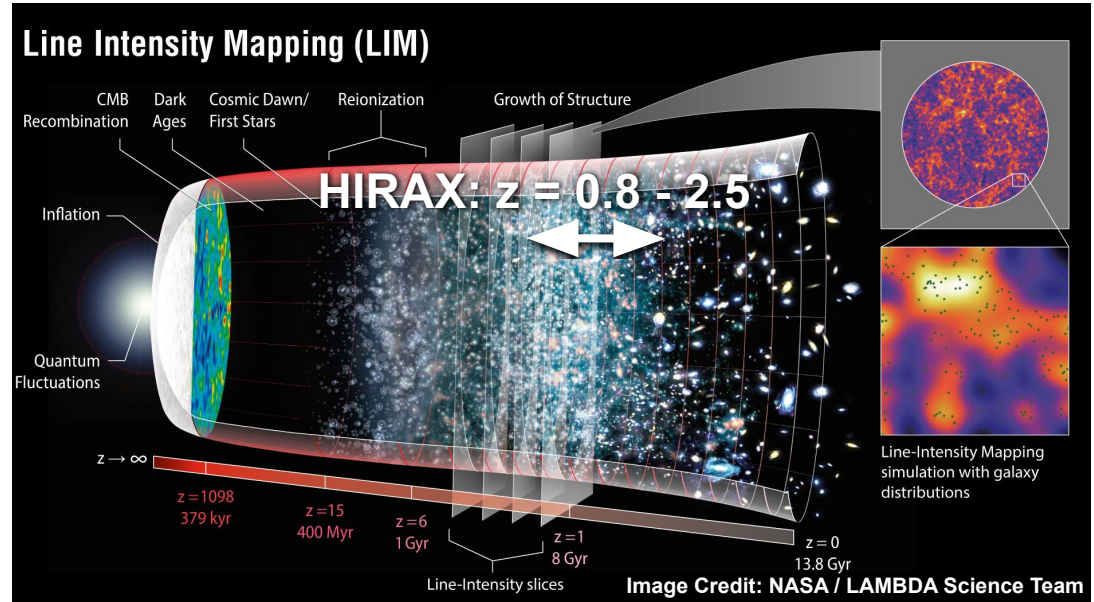 Line Intensity Mapping (LIM)
CMB
Recombination
Dark
Ages
Cosmic Dawn/
First Stars
Reionization
Growth of Structure
HIRAX: z = 0.8 - 2.5
Inflation
Quantum
Fluctuations
z → ∞
z = 1098
379 kyr
z = 15
400 Myr
z = 6
1 Gyr
z = 1
8 Gyr
z = 0
13.8 Gyr
Line-Intensity slices
Line-Intensity Mapping
simulation with galaxy
distributions
Image Credit: NASA / LAMBDA Science Team